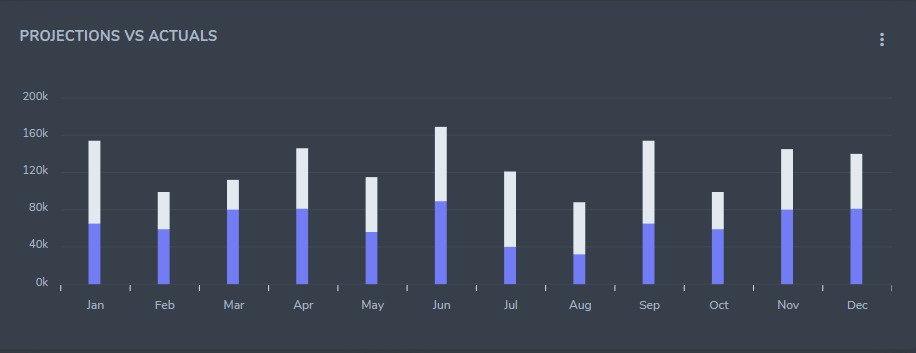 PROJECTIONS VS ACTUALS
200k
160k
120k
80k
40k
0k
Jan Feb Mar Apr May Jun Jul Aug Sep Oct Nov Dec